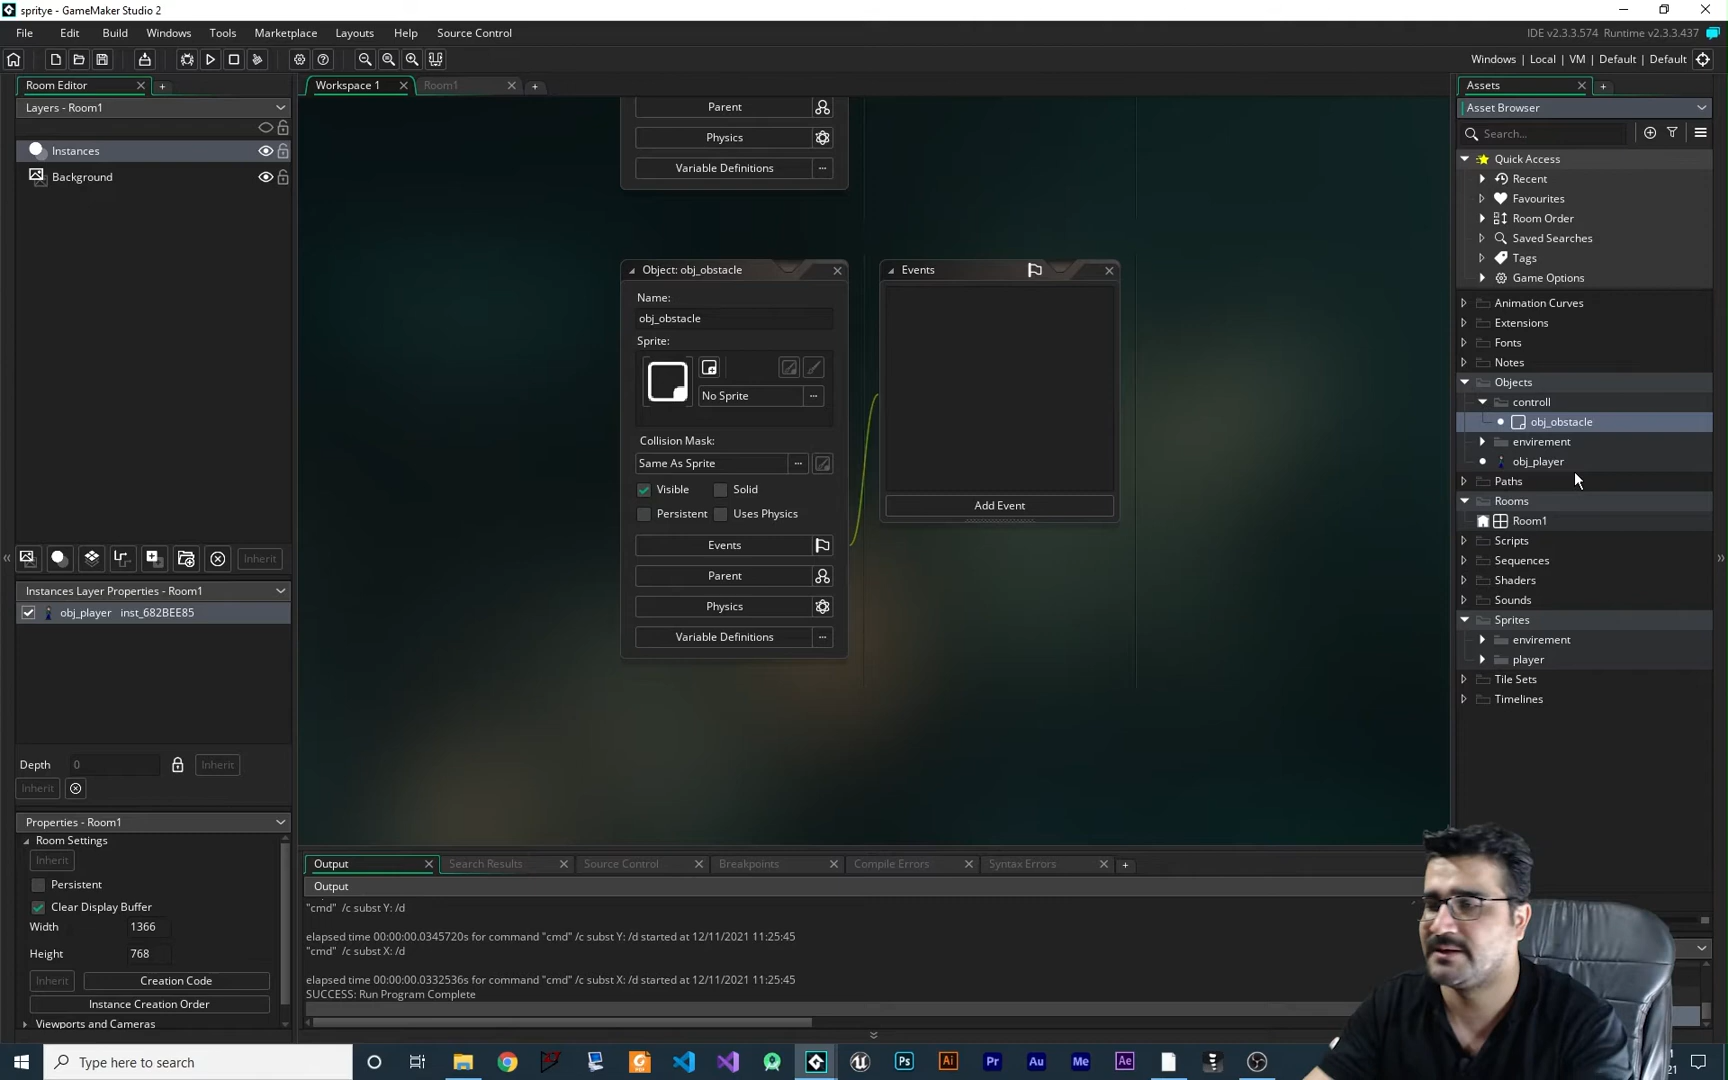 spritye - GameMaker Studio 2
File Edit Build Windows Tools Marketplace Layouts Help Source Control
IDE v2.3.3.574 Runtime v2.3.3.437
Windows | Local | VM | Default | Default
Room Editor
Layers - Room1
Instances
Background
Instances Layer Properties - Room1
obj_player inst_682BEE85
Depth 0 Inherit
Inherit
Inherit
Properties - Room1
Room Settings
Inherit
Persistent
Clear Display Buffer
Width 1366
Height 768
Inherit Creation Code
Instance Creation Order
Viewports and Cameras
Workspace 1 Room1
Parent
Physics
Variable Definitions
Object: obj_obstacle
Name:
obj_obstacle
Sprite:
No Sprite
Collision Mask:
Same As Sprite
Visible Solid
Persistent Uses Physics
Events
Parent
Physics
Variable Definitions
Events
Add Event
Output Search Results Source Control Breakpoints Compile Errors Syntax Errors
Output
"cmd" /c subst Y: /d
elapsed time 00:00:00.0345720s for command "cmd" /c subst Y: /d started at 12/11/2021 11:25:45
"cmd" /c subst X: /d
elapsed time 00:00:00.0332536s for command "cmd" /c subst X: /d started at 12/11/2021 11:25:45
SUCCESS: Run Program Complete
Assets
Asset Browser
Search...
Quick Access
Recent
Favourites
Room Order
Saved Searches
Tags
Game Options
Animation Curves
Extensions
Fonts
Notes
Objects
controll
obj_obstacle
envirement
obj_player
Paths
Rooms
Room1
Scripts
Sequences
Shaders
Sounds
Sprites
envirement
player
Tile Sets
Timelines
Type here to search